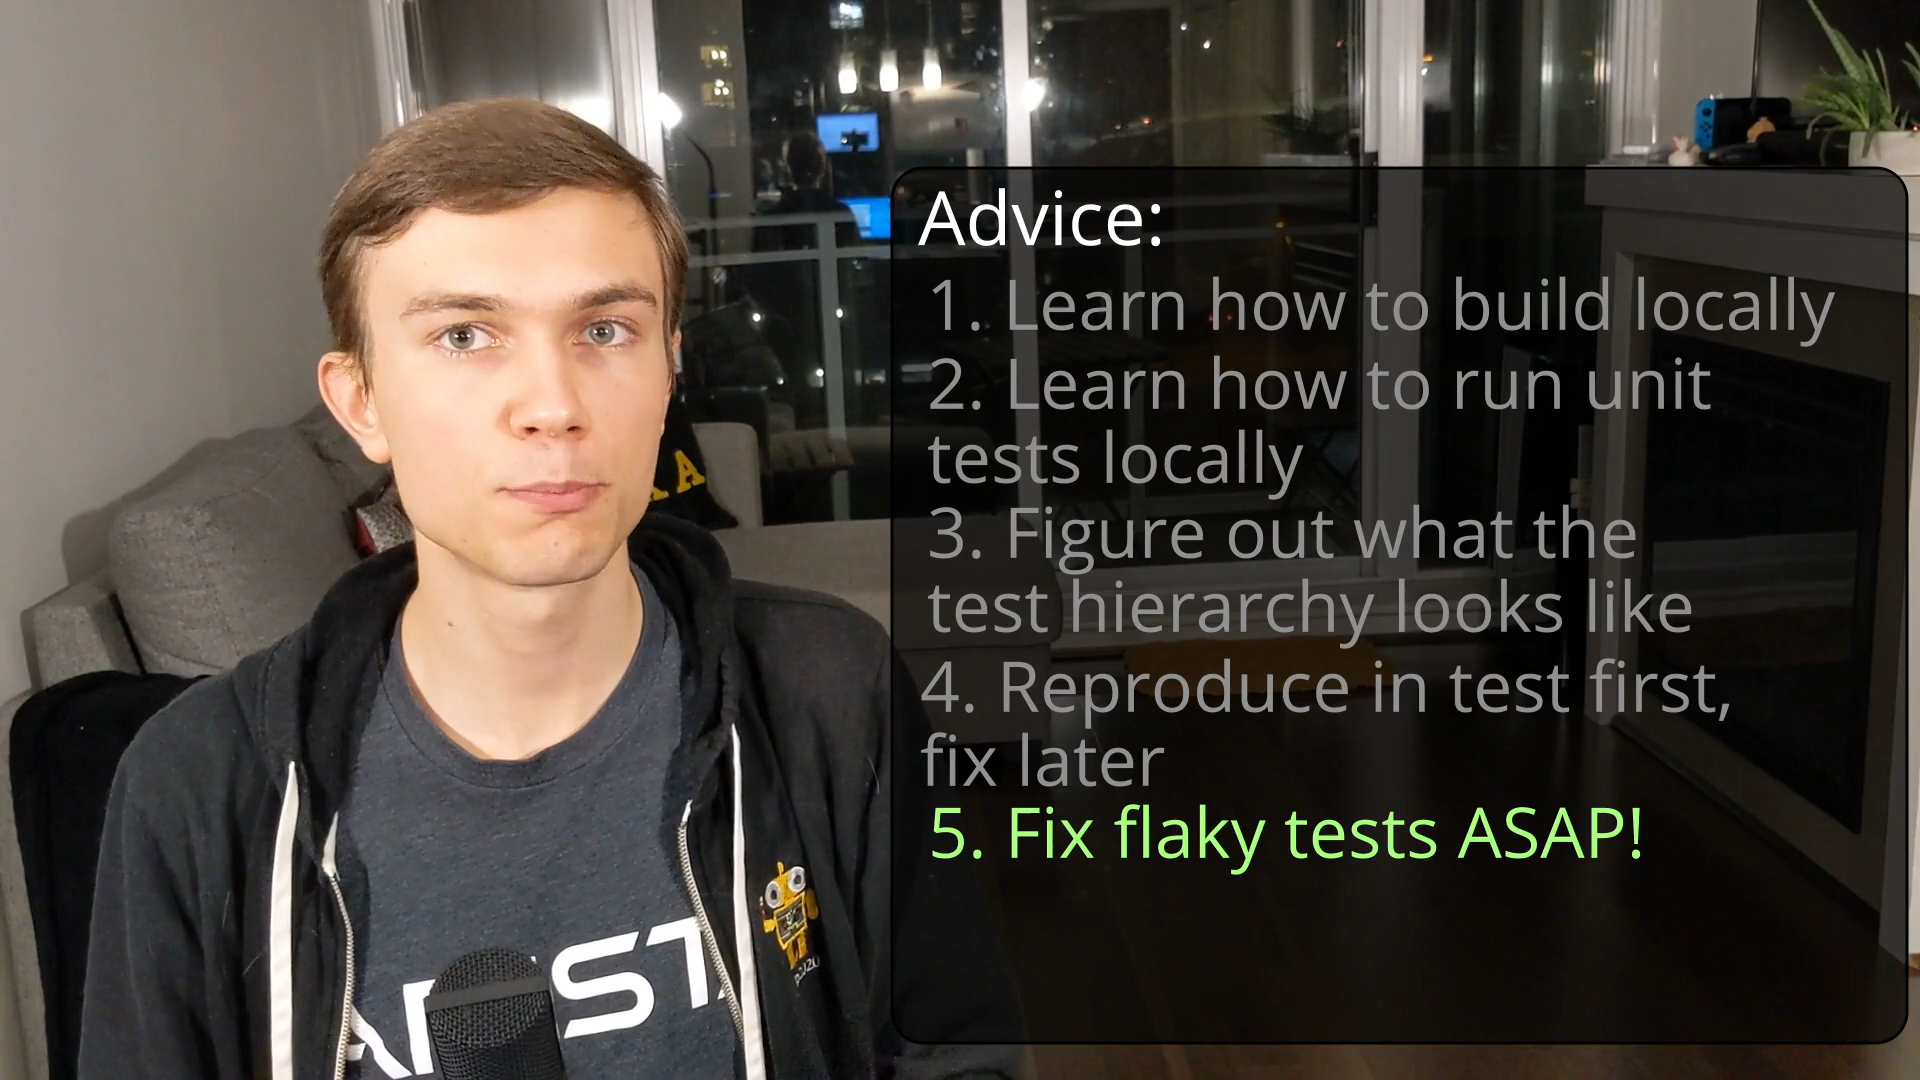 Advice:
1. Learn how to build locally
2. Learn how to run unit
tests locally
3. Figure out what the
test hierarchy looks like
4. Reproduce in test first,
fix later
5. Fix flaky tests ASAP!